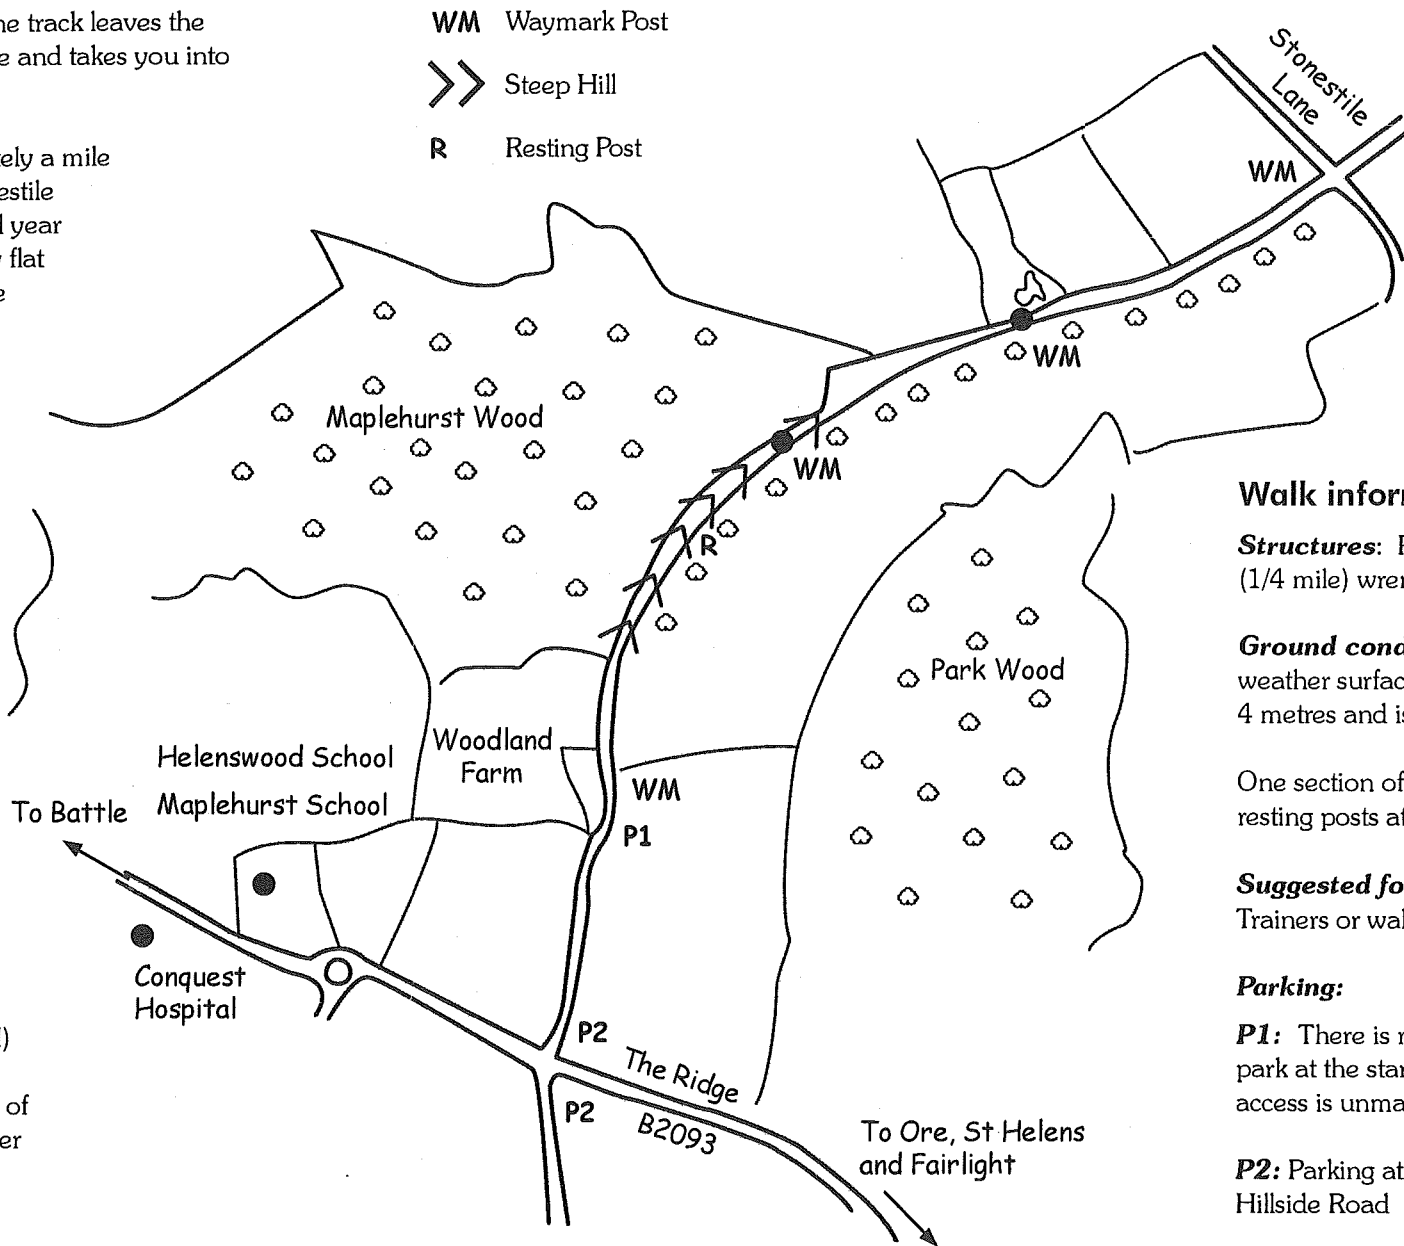 ne track leaves the
e and takes you into
ely a mile
estile
l year
flat
e
WM Waymark Post
Steep Hill
R Resting Post
Stonestile
Lane
WM
WM
WM
R
Maplehurst Wood
Park Wood
Helenswood School
Maplehurst School
Woodland
Farm
WM
P1
To Battle
Conquest
Hospital
P2
The Ridge
P2
B2093
To Ore, St Helens
and Fairlight
)
of
er
Walk infor
Structures:
(1/4 mile) wre
Ground cond
weather surfac
4 metres and is
One section of
resting posts at
Suggested fo
Trainers or wal
Parking:
P1: There is
park at the star
access is unma
P2: Parking at
Hillside Road